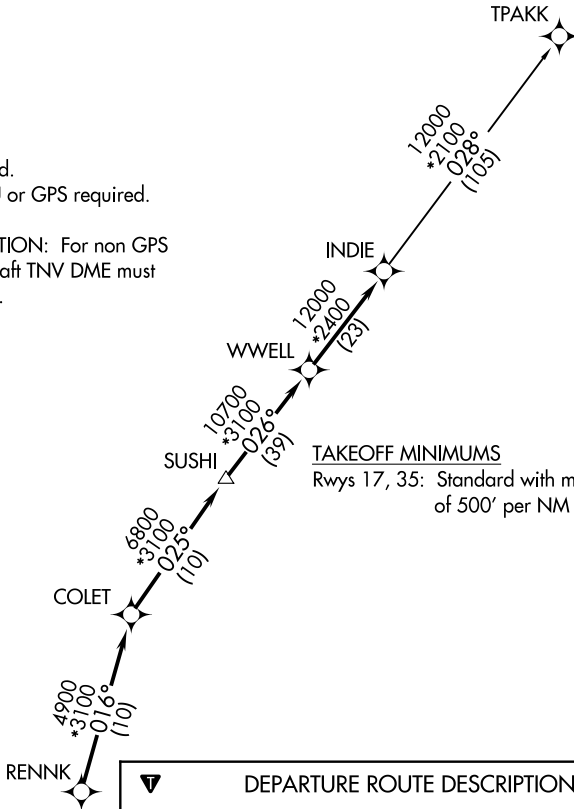 TPAKK
12000
*2100
028°
(105)
d.
or GPS required.
TION: For non GPS
aft TNV DME must
INDIE
12000
*2400
(23)
WWELL
10700
*3100
026°
(39)
SUSHI
TAKEOFF MINIMUMS
Rwys 17, 35: Standard with m
of 500' per NM
6800
*3100
025°
(10)
COLET
4900
*3100
016°
(10)
RENNK
T
DEPARTURE ROUTE DESCRIPTION